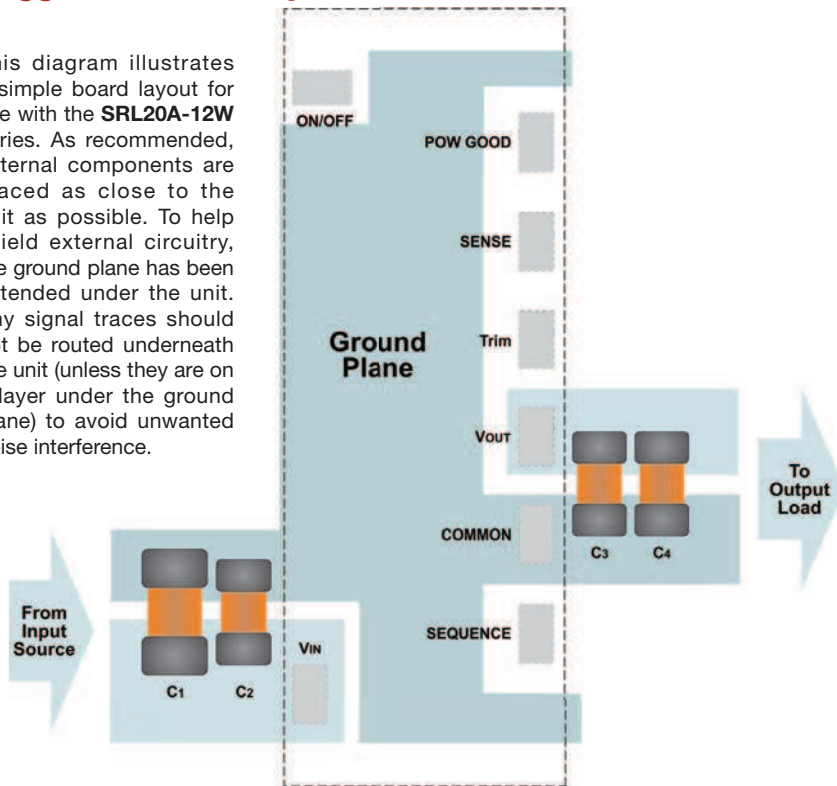 his diagram illustrates
simple board layout for
e with the SRL20A-12W
ries. As recommended,
ternal components are
aced as close to the
it as possible. To help
ield external circuitry,
e ground plane has been
tended under the unit.
ny signal traces should
ot be routed underneath
e unit (unless they are on
layer under the ground
ane) to avoid unwanted
ise interference.
ON/OFF
POW GOOD
SENSE
Trim
Ground
Plane
VOUT
COMMON
SEQUENCE
C3
C4
To
Output
Load
From
Input
Source
C1
C2
VIN